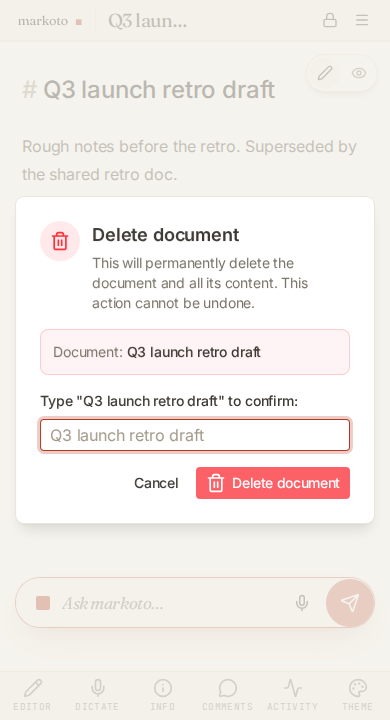 markoto
Q3 laun...
# Q3 launch retro draft
Rough notes before the retro. Superseded by
the shared retro doc.
Delete document
This will permanently delete the
document and all its content. This
action cannot be undone.
Document: Q3 launch retro draft
Type "Q3 launch retro draft" to confirm:
Q3 launch retro draft
Cancel
Delete document
Ask markoto...
EDITOR
DICTATE
INFO
COMMENTS
ACTIVITY
THEME